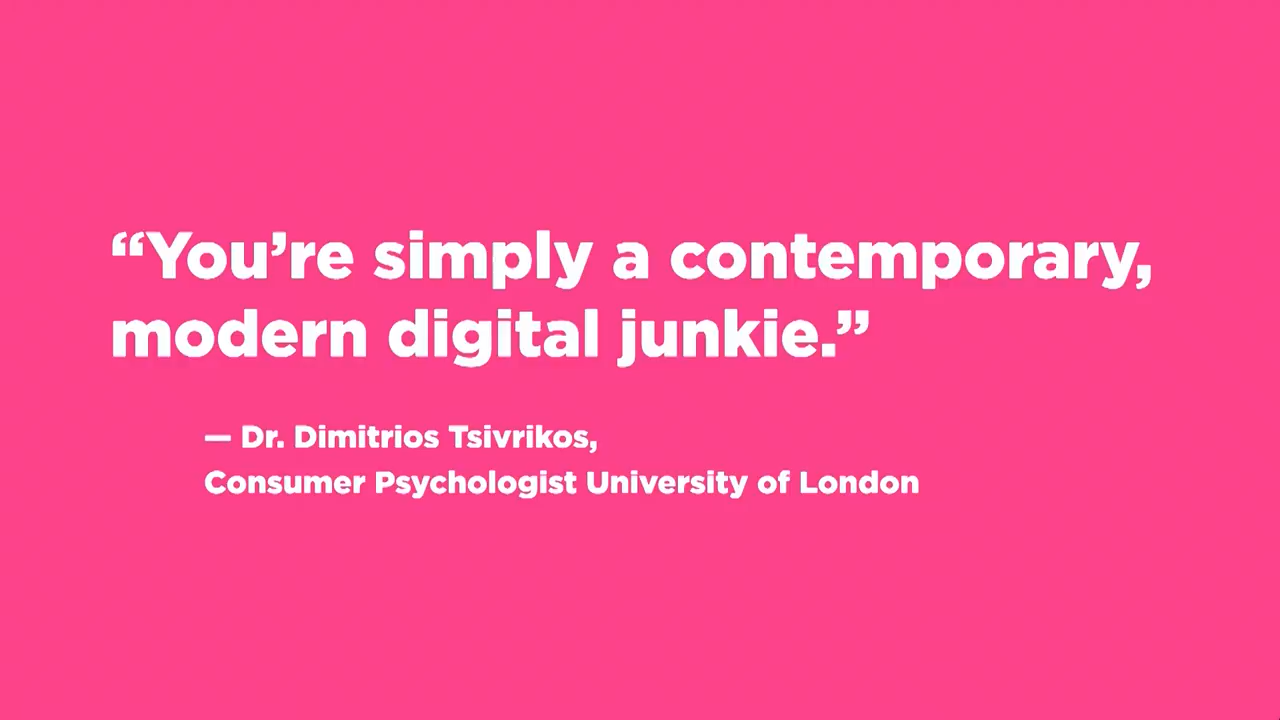 “You’re simply a contemporary,
modern digital junkie.”
— Dr. Dimitrios Tsivrikos,
Consumer Psychologist University of London